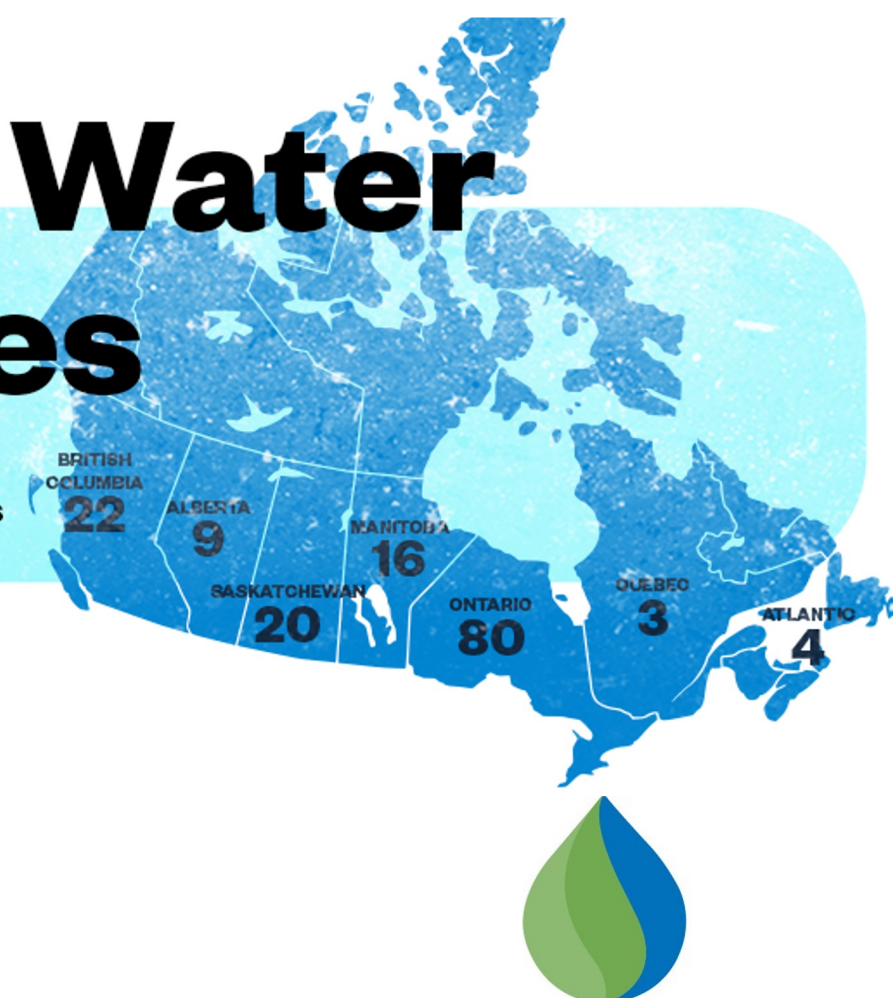 Water
es
s
BRITISH
COLUMBIA
22
ALBERTA
9
MANITOBA
16
SASKATCHEWAN
20
ONTARIO
80
QUEBEC
3
ATLANTIC
4